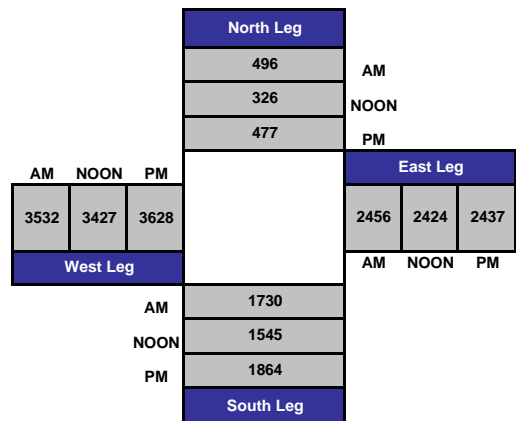 North Leg
496 AM
326 NOON
477 PM
East Leg
AM NOON PM
3532 3427 3628 2456 2424 2437
West Leg AM NOON PM
AM 1730
NOON 1545
PM 1864
South Leg